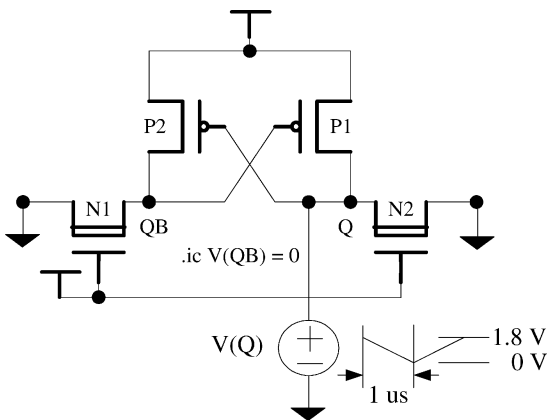 P2
P1
N1
N2
QB
Q
.ic V(QB) = 0
V(Q)
1.8 V
0 V
1 us